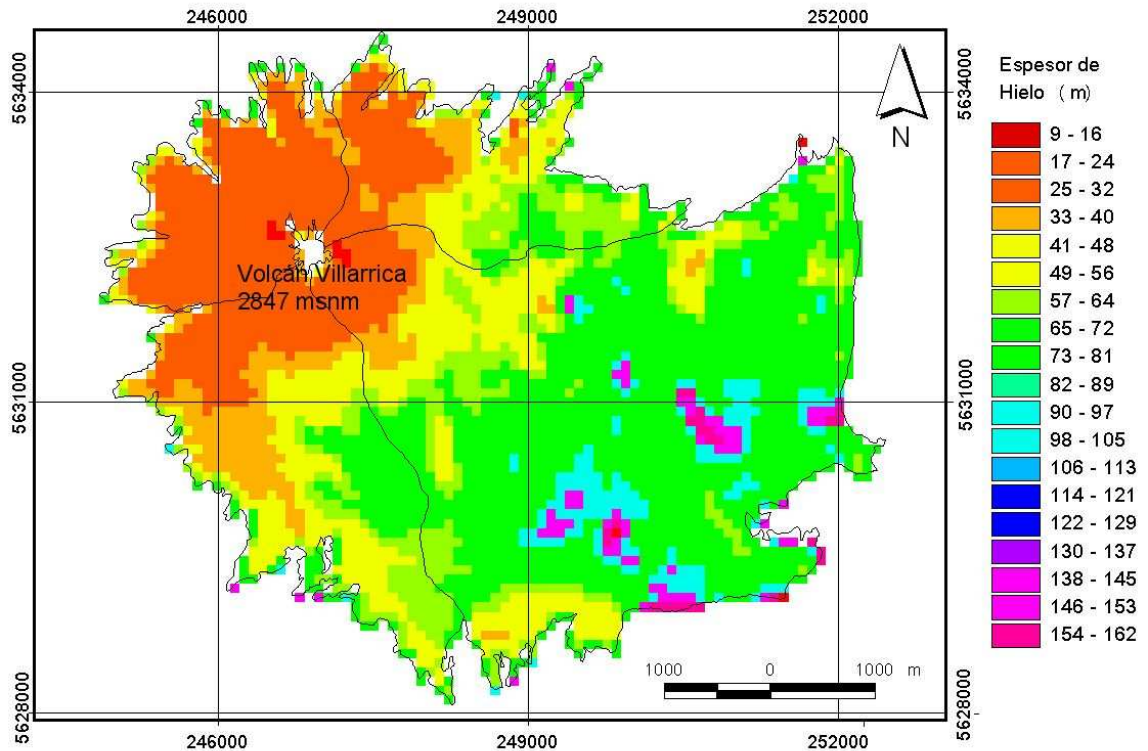 246000
249000
252000
5634000
5634000
N
Espesor de
Hielo ( m)
9 - 16
17 - 24
25 - 32
33 - 40
41 - 48
49 - 56
57 - 64
65 - 72
73 - 81
82 - 89
90 - 97
98 - 105
106 - 113
114 - 121
122 - 129
130 - 137
138 - 145
146 - 153
154 - 162
Volcán Villarrica
2847 msnm
5631000
5631000
1000 0 1000 m
5628000
5628000
246000
249000
252000